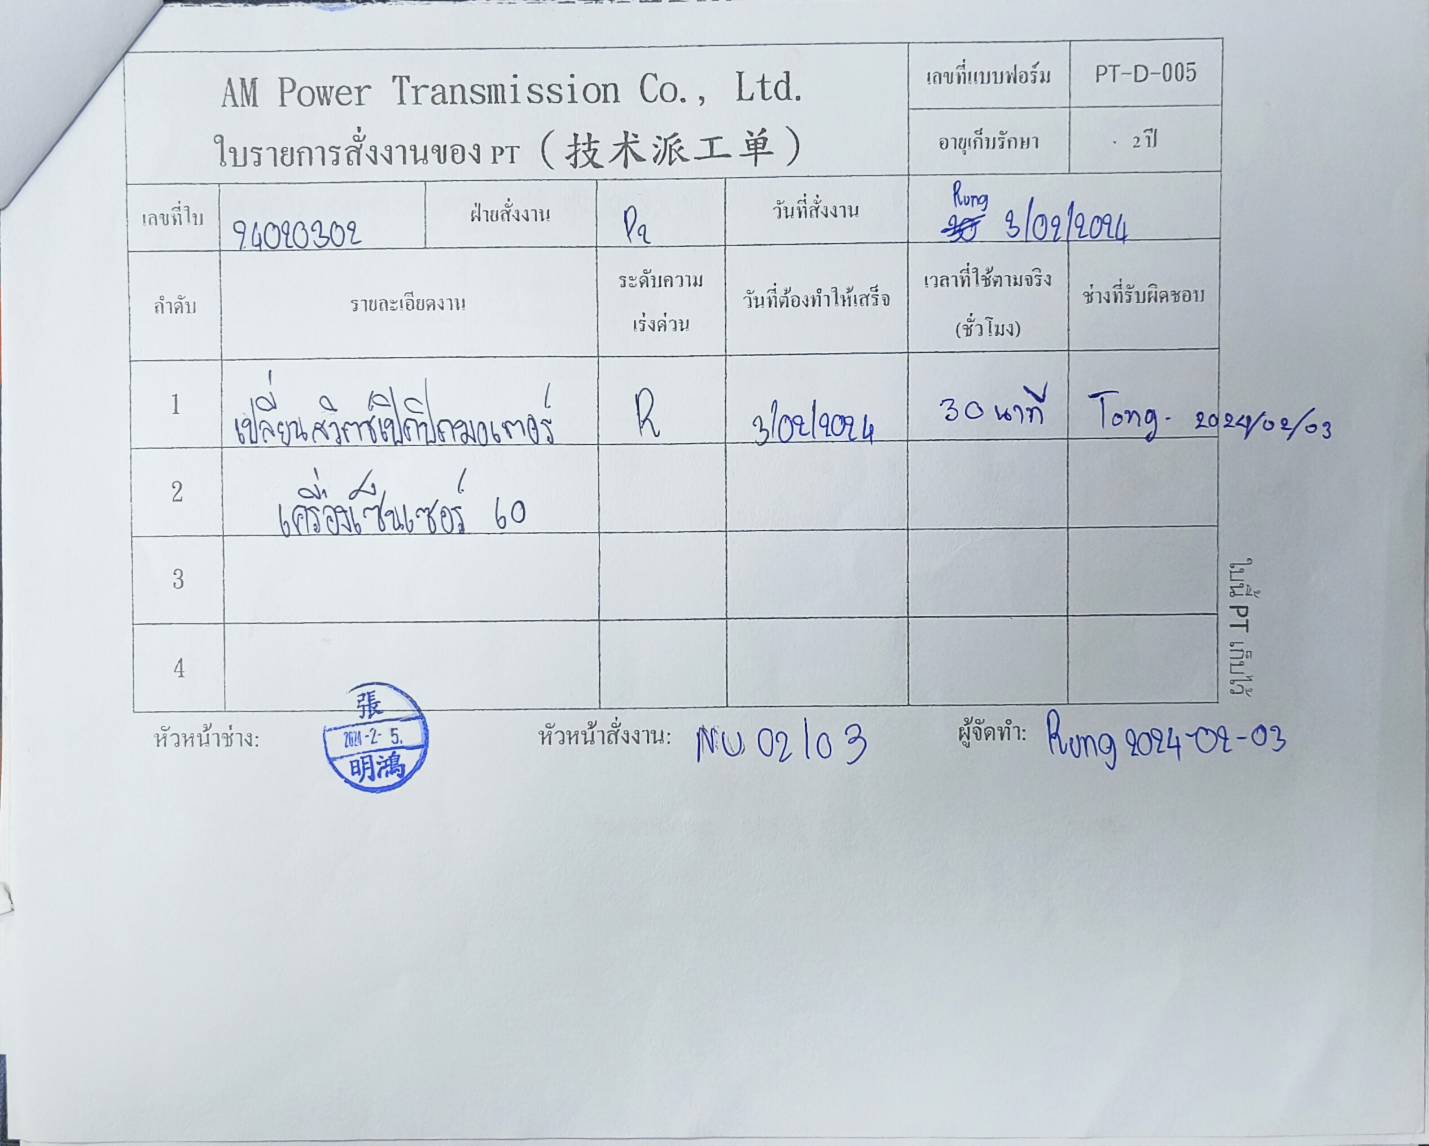 AM Power Transmission Co., Ltd.
ใบรายการสั่งงานของ PT (技术派工单)
เลขที่แบบฟอร์ม PT-D-005
อายุเก็บรักษา 2 ปี
เลขที่ใบ 24020302 ฝ่ายสั่งงาน วันที่สั่งงาน Rung 3/02/2024
ลำดับ รายละเอียดงาน ระดับความเร่งด่วน วันที่ต้องทำให้เสร็จ เวลาที่ใช้ตามจริง (ชั่วโมง) ช่างที่รับผิดชอบ
1 เปลี่ยนสวิตซ์เปิดปิดมอเตอร์ R 3/02/2024 30 นาที Tong. 2024/02/03
2 เครื่องเซ็นเซอร์ 60
3
4
ใบนี้ PT เก็บไว้
หัวหน้าช่าง: 張 2024-2-5. 明鴻 หัวหน้าสั่งงาน: NU 02/03 ผู้จัดทำ: Rung 2024-02-03